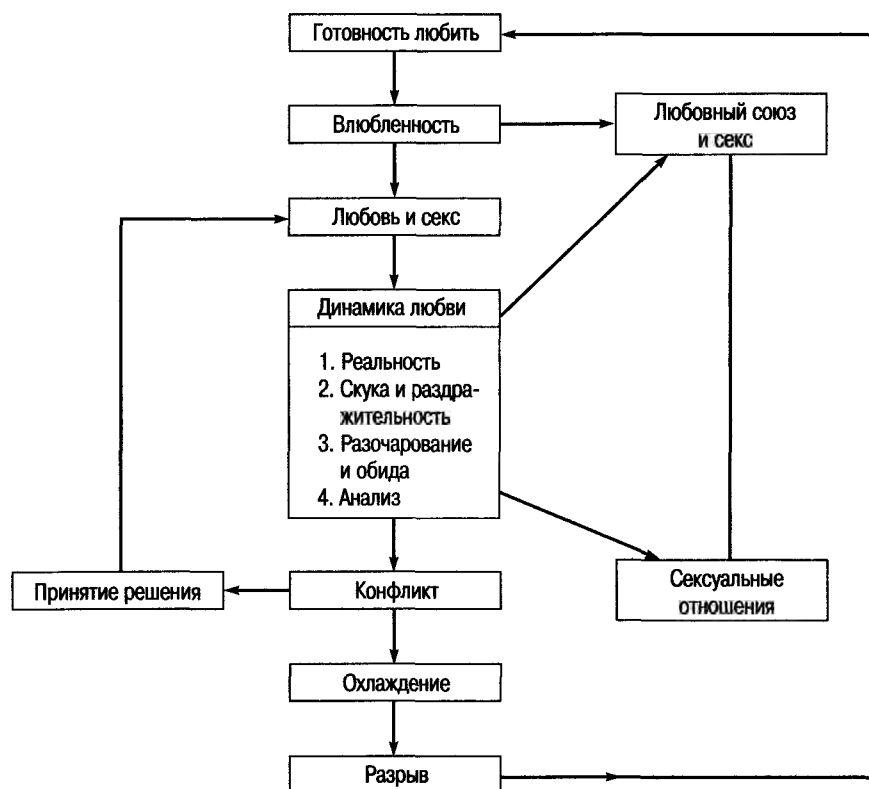 Готовность любить
Влюбленность
Любовный союз
и секс
Любовь и секс
Динамика любви
1. Реальность
2. Скука и раздра-
жительность
3. Разочарование
и обида
4. Анализ
Принятие решения
Конфликт
Сексуальные
отношения
Охлаждение
Разрыв